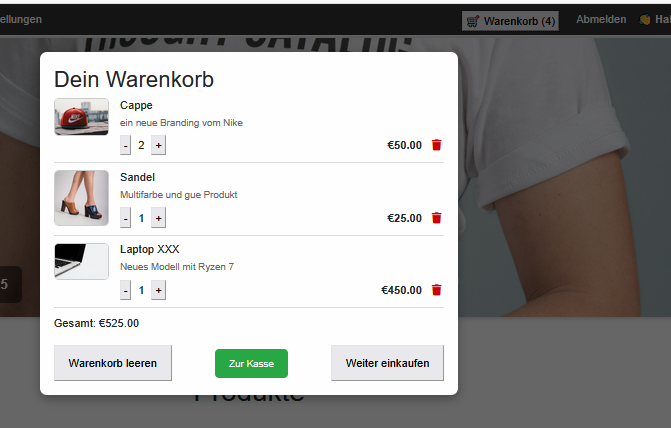 ellungen
Warenkorb (4)
Abmelden
Hal
Dein Warenkorb
Cappe
ein neue Branding vom Nike
- 2 +
€50.00
Sandel
Multifarbe und gue Produkt
- 1 +
€25.00
Laptop XXX
Neues Modell mit Ryzen 7
- 1 +
€450.00
5
Gesamt: €525.00
Warenkorb leeren
Zur Kasse
Weiter einkaufen
Produkte